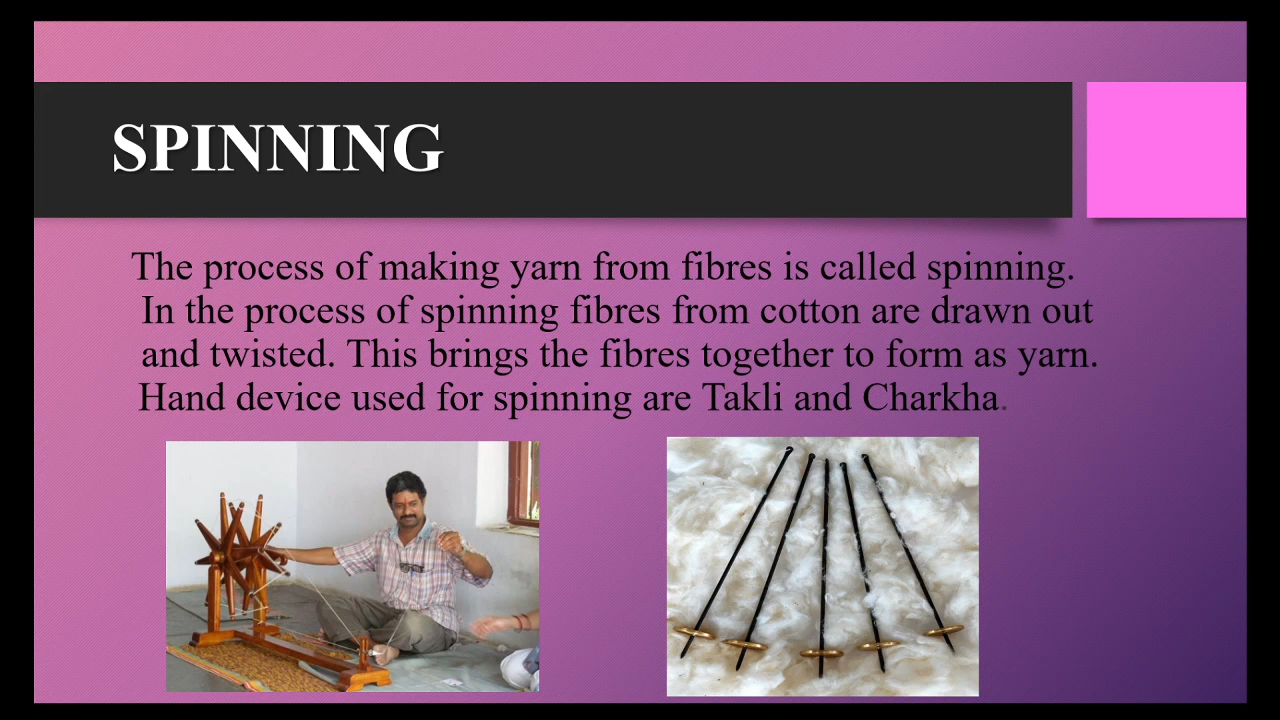 SPINNING
The process of making yarn from fibres is called spinning.
In the process of spinning fibres from cotton are drawn out
and twisted. This brings the fibres together to form as yarn.
Hand device used for spinning are Takli and Charkha.